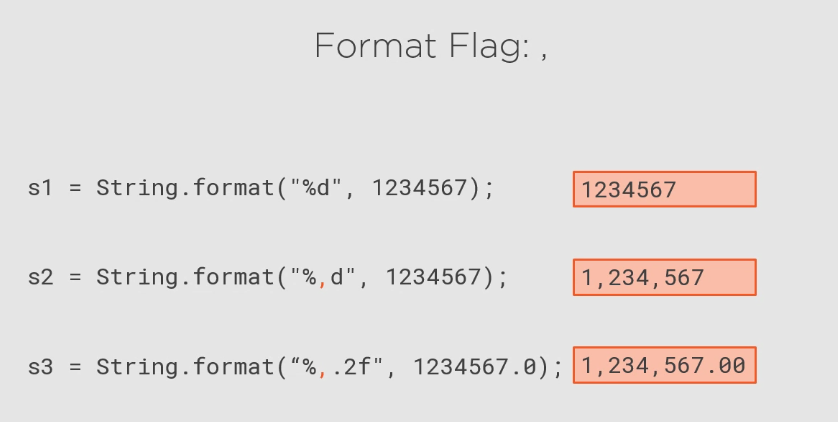 Format Flag: ,
s1 = String.format("%d", 1234567); 1234567
s2 = String.format("%,d", 1234567); 1,234,567
s3 = String.format(“%,.2f", 1234567.0); 1,234,567.00